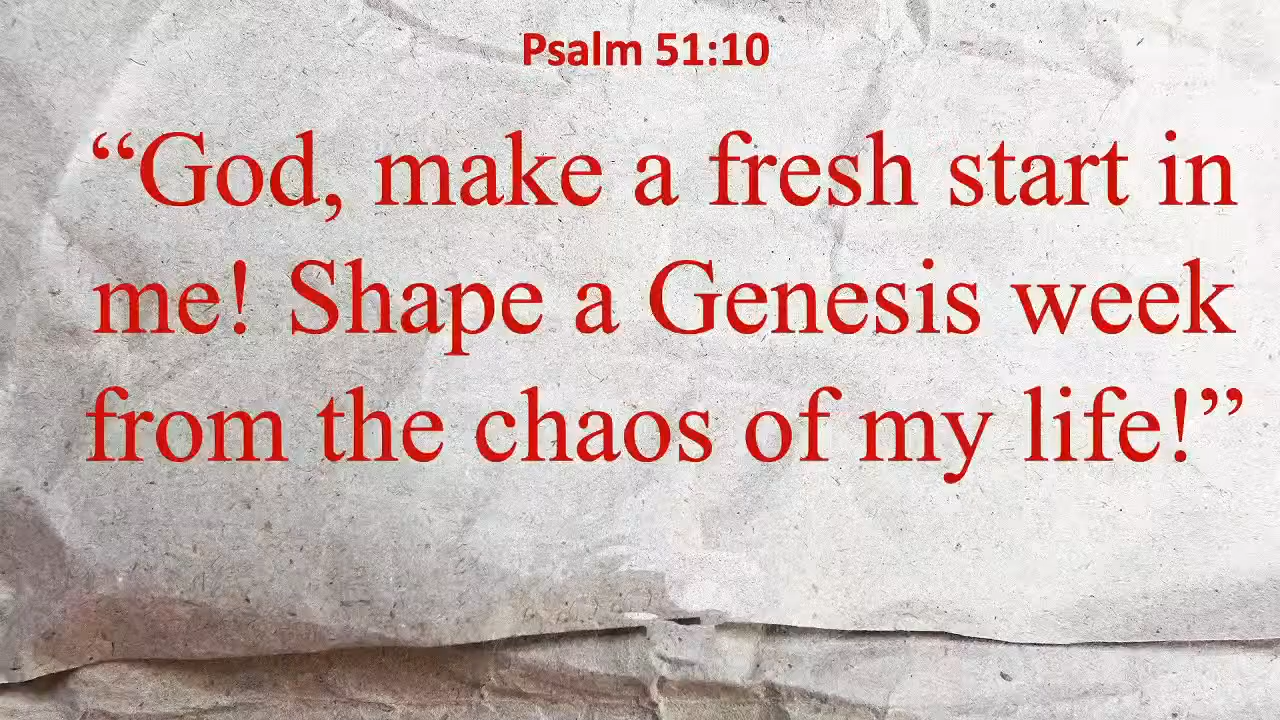 Psalm 51:10
“God, make a fresh start in
me! Shape a Genesis week
from the chaos of my life!”